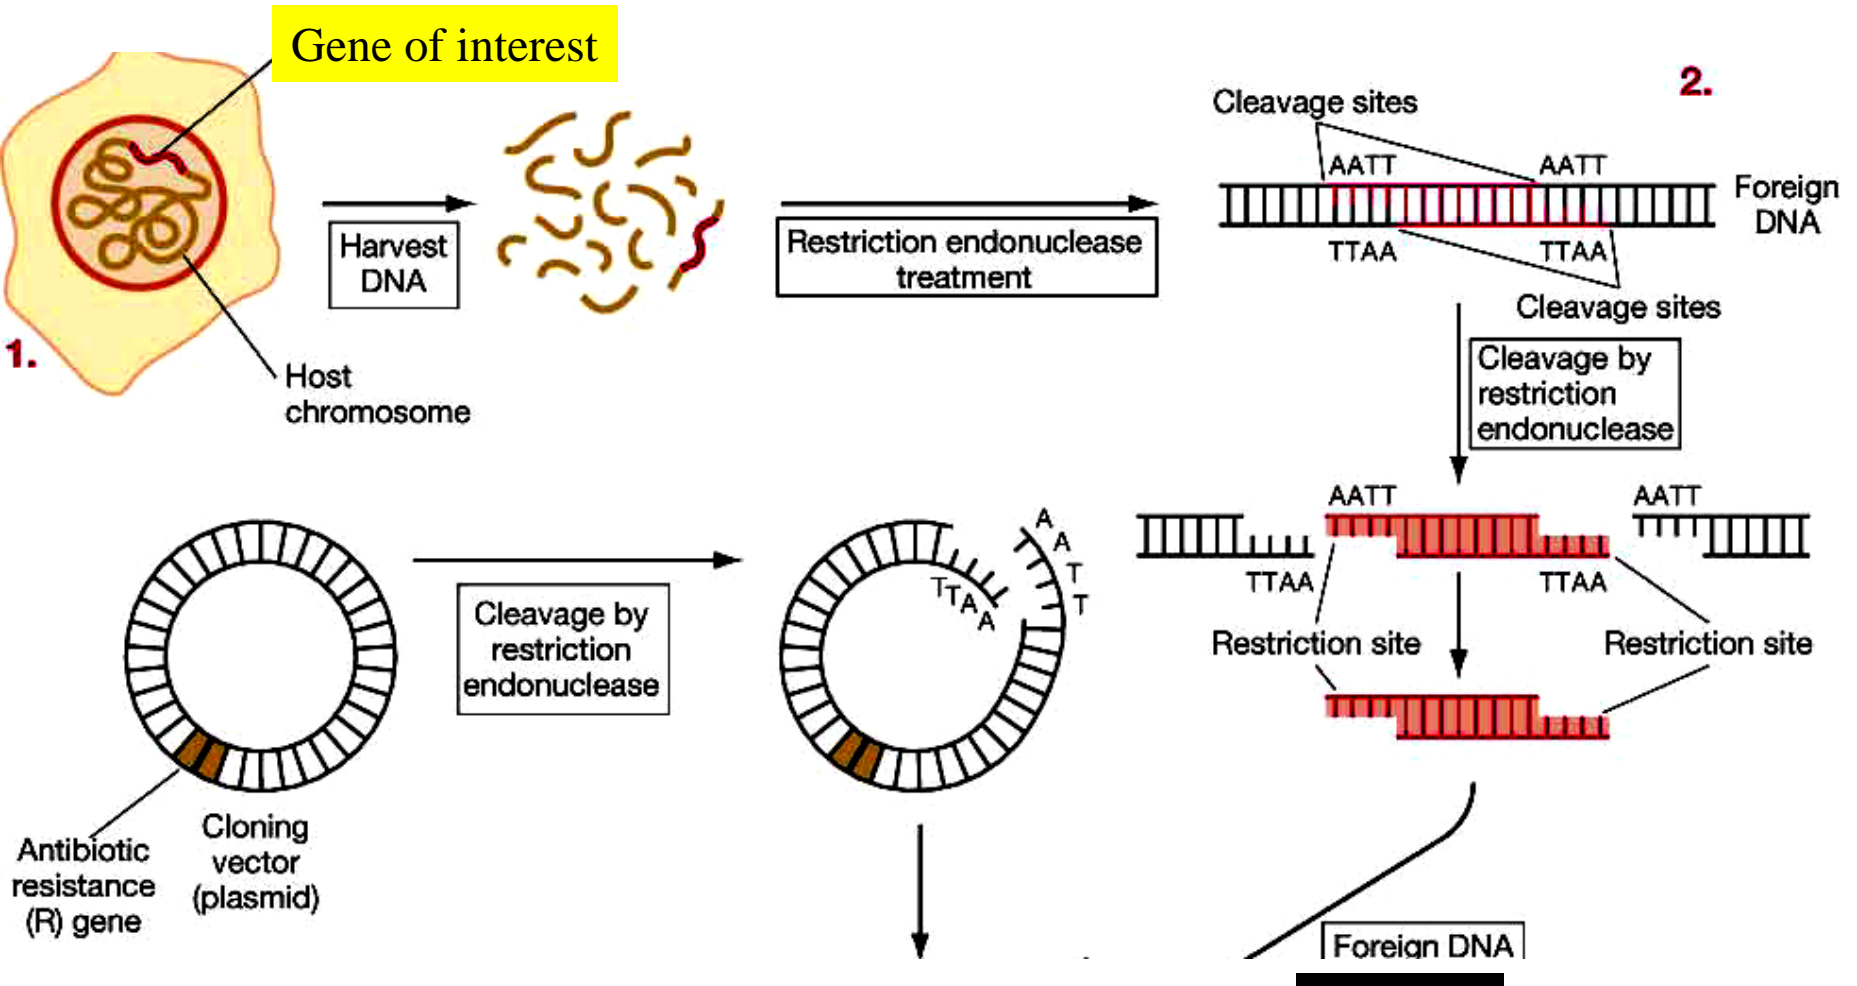 Gene of interest
2.
Cleavage sites
AATT
AATT
Foreign
DNA
TTAA
TTAA
Cleavage sites
Harvest
DNA
Restriction endonuclease
treatment
1.
Host
chromosome
Cleavage by
restriction
endonuclease
AATT
AATT
TTAA
TTAA
Restriction site
Restriction site
Cleavage by
restriction
endonuclease
A
A
T
T
T
T
A
A
Antibiotic
resistance
(R) gene
Cloning
vector
(plasmid)
Foreign DNA